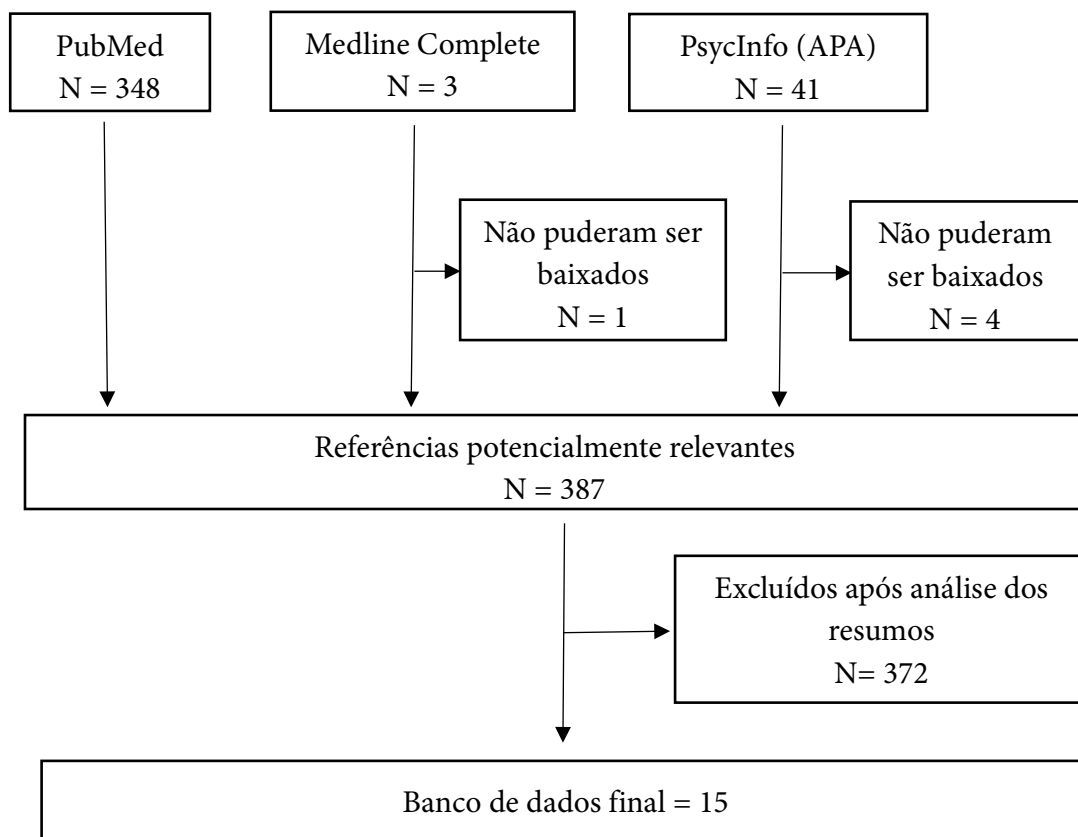 PubMed
N = 348
Medline Complete
N = 3
PsycInfo (APA)
N = 41
Não puderam ser
baixados
N = 1
Não puderam
ser baixados
N = 4
Referências potencialmente relevantes
N = 387
Excluídos após análise dos
resumos
N= 372
Banco de dados final = 15